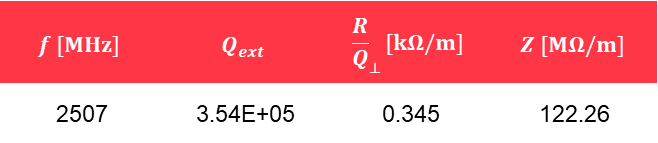 f [MHz] Q_ext R/Q_⊥ [kΩ/m] Z [MΩ/m]
2507 3.54E+05 0.345 122.26